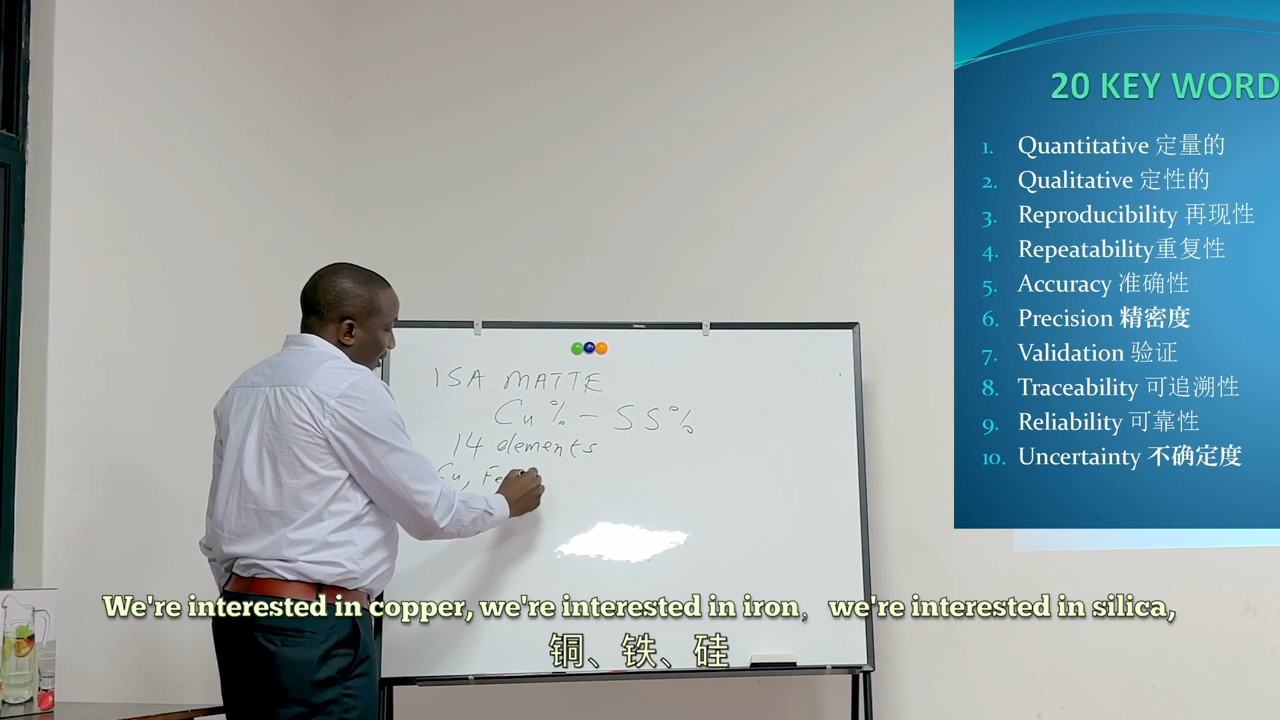 20 KEY WORD
1. Quantitative 定量的
2. Qualitative 定性的
3. Reproducibility 再现性
4. Repeatability重复性
5. Accuracy 准确性
6. Precision 精密度
7. Validation 验证
8. Traceability 可追溯性
9. Reliability 可靠性
10. Uncertainty 不确定度
ISA MATTE
Cu % – 55%
14 elements
Cu, Fe
We're interested in copper, we're interested in iron, we're interested in silica,
铜、铁、硅